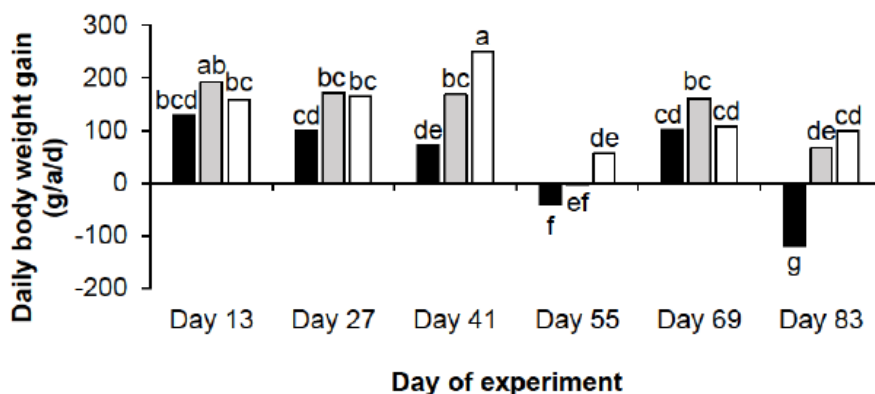 Daily body weight gain
(g/a/d)
300
200
100
0
-100
-200
bcd ab bc
cd bc bc
de bc a
f ef de
cd bc cd
g de cd
Day 13 Day 27 Day 41 Day 55 Day 69 Day 83
Day of experiment